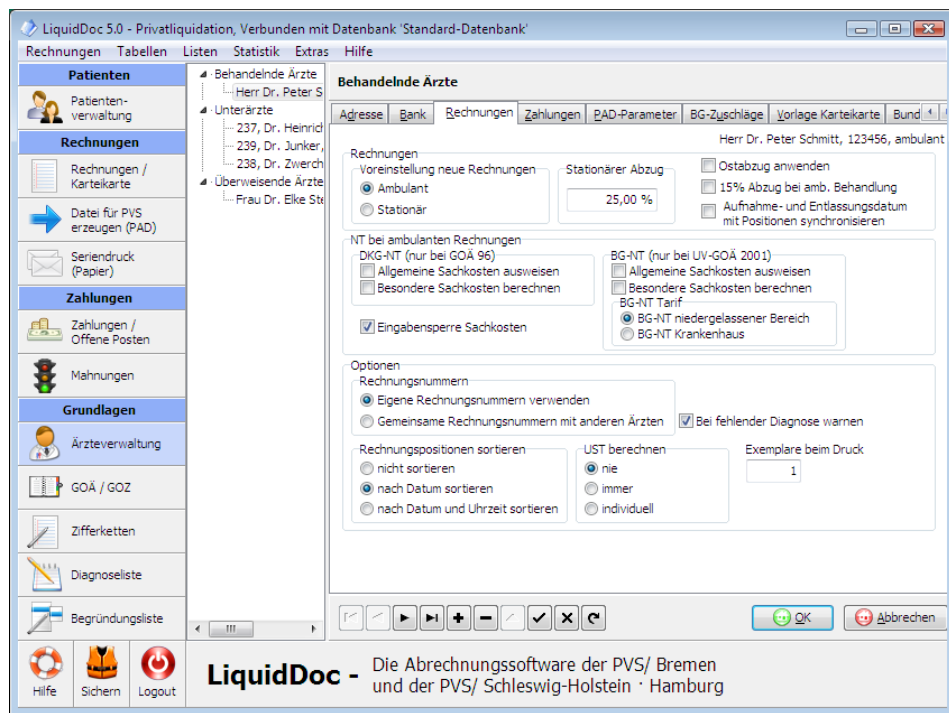 LiquidDoc 5.0 - Privatliquidation, Verbunden mit Datenbank 'Standard-Datenbank'
Rechnungen Tabellen Listen Statistik Extras Hilfe
Patienten
Patienten-
verwaltung
Rechnungen
Rechnungen /
Karteikarte
Datei für PVS
erzeugen (PAD)
Seriendruck
(Papier)
Zahlungen
Zahlungen /
Offene Posten
Mahnungen
Grundlagen
Ärzteverwaltung
GOÄ / GOZ
Zifferketten
Diagnoseliste
Begründungsliste
Behandelnde Ärzte
Herr Dr. Peter S
Unterärzte
237, Dr. Heinrich
239, Dr. Junker,
238, Dr. Zwerch
Überweisende Ärzte
Frau Dr. Elke Ste
Behandelnde Ärzte
Adresse Bank Rechnungen Zahlungen PAD-Parameter BG-Zuschläge Vorlage Karteikarte Bund
Herr Dr. Peter Schmitt, 123456, ambulant
Rechnungen
Voreinstellung neue Rechnungen
Ambulant
Stationär
Stationärer Abzug
25,00 %
Ostabzug anwenden
15% Abzug bei amb. Behandlung
Aufnahme- und Entlassungsdatum
mit Positionen synchronisieren
NT bei ambulanten Rechnungen
DKG-NT (nur bei GOÄ 96)
Allgemeine Sachkosten ausweisen
Besondere Sachkosten berechnen
Eingabensperre Sachkosten
BG-NT (nur bei UV-GOÄ 2001)
Allgemeine Sachkosten ausweisen
Besondere Sachkosten berechnen
BG-NT Tarif
BG-NT niedergelassener Bereich
BG-NT Krankenhaus
Optionen
Rechnungsnummern
Eigene Rechnungsnummern verwenden
Gemeinsame Rechnungsnummern mit anderen Ärzten
Bei fehlender Diagnose warnen
Rechnungspositionen sortieren
nicht sortieren
nach Datum sortieren
nach Datum und Uhrzeit sortieren
UST berechnen
nie
immer
individuell
Exemplare beim Druck
1
OK
Abbrechen
Hilfe
Sichern
Logout
LiquidDoc -
Die Abrechnungssoftware der PVS/ Bremen
und der PVS/ Schleswig-Holstein · Hamburg